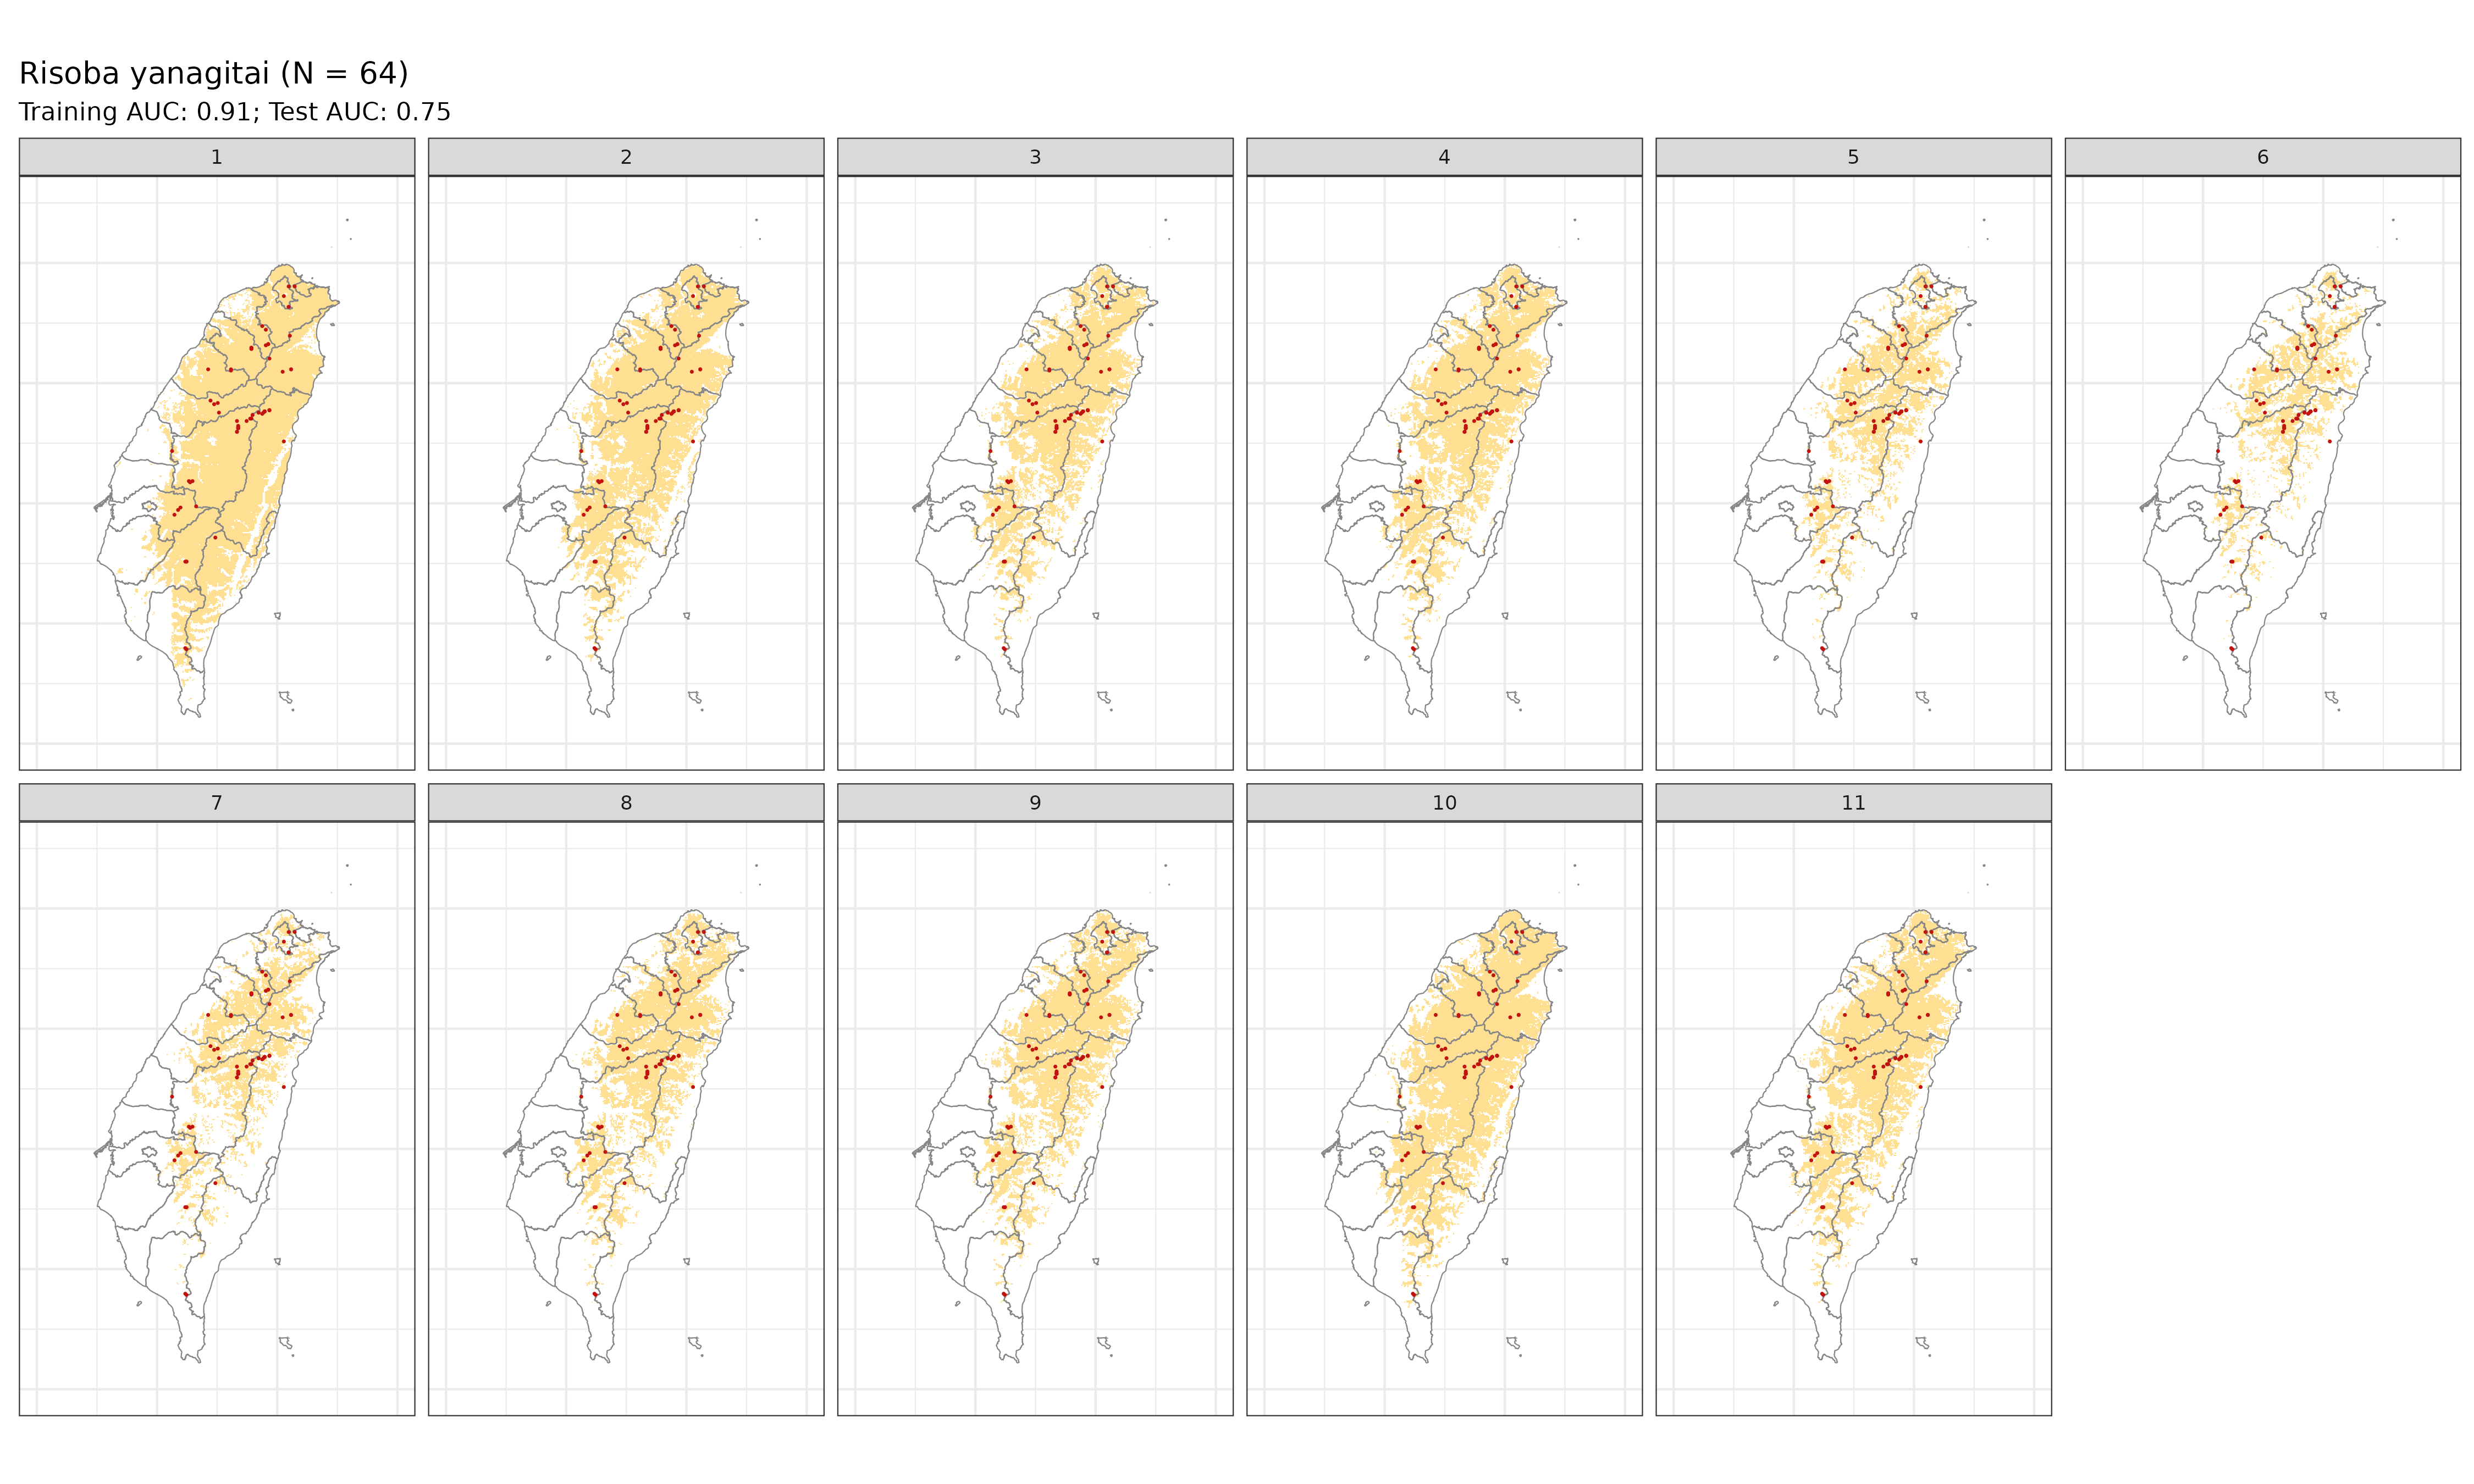 Risoba yanagitai (N = 64)
Training AUC: 0.91; Test AUC: 0.75
1 2 3 4 5 6
7 8 9 10 11